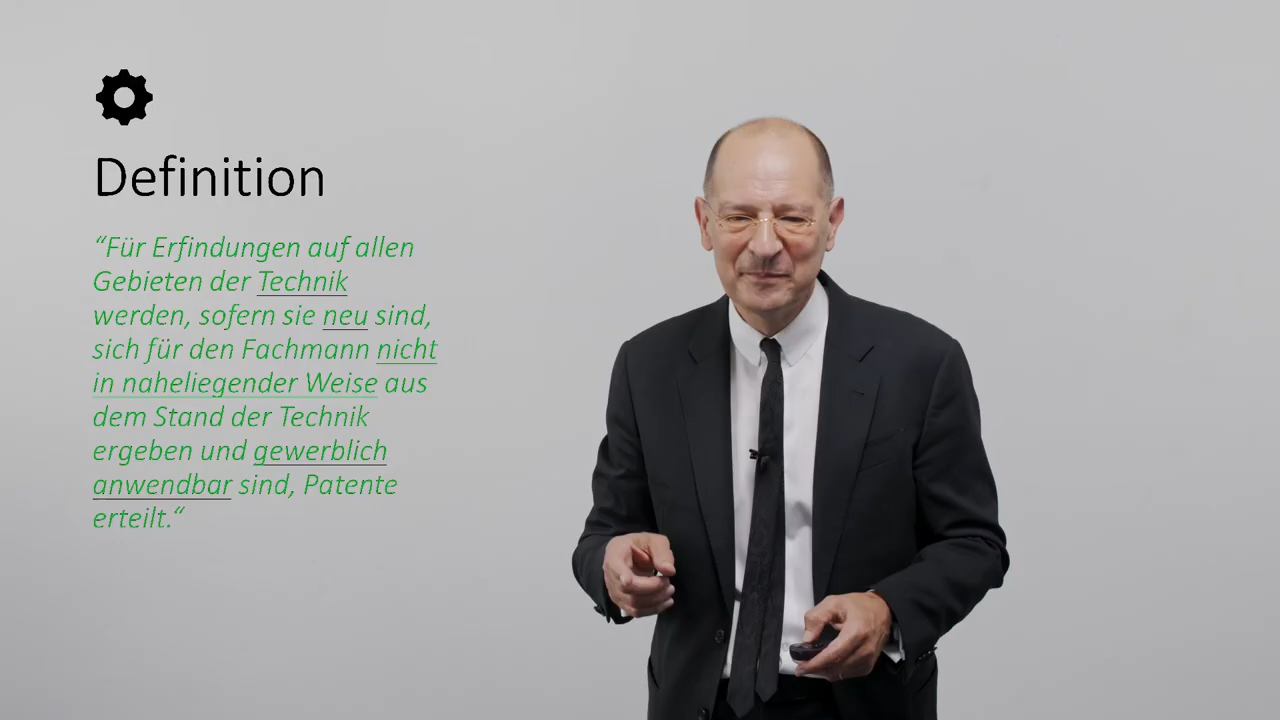 Definition
“Für Erfindungen auf allen
Gebieten der Technik
werden, sofern sie neu sind,
sich für den Fachmann nicht
in naheliegender Weise aus
dem Stand der Technik
ergeben und gewerblich
anwendbar sind, Patente
erteilt.“